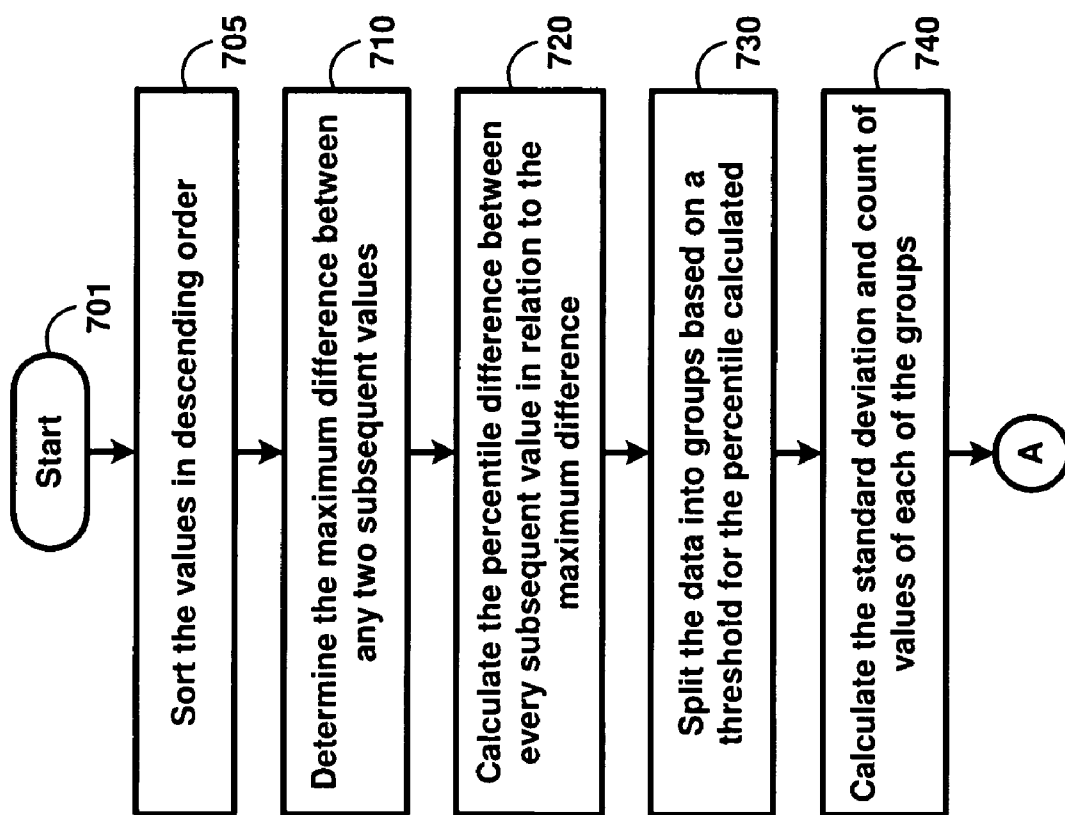 Start
701
Sort the values in descending order
705
Determine the maximum difference between
any two subsequent values
710
Calculate the percentile difference between
every subsequent value in relation to the
maximum difference
720
Split the data into groups based on a
threshold for the percentile calculated
730
Calculate the standard deviation and count of
values of each of the groups
740
A